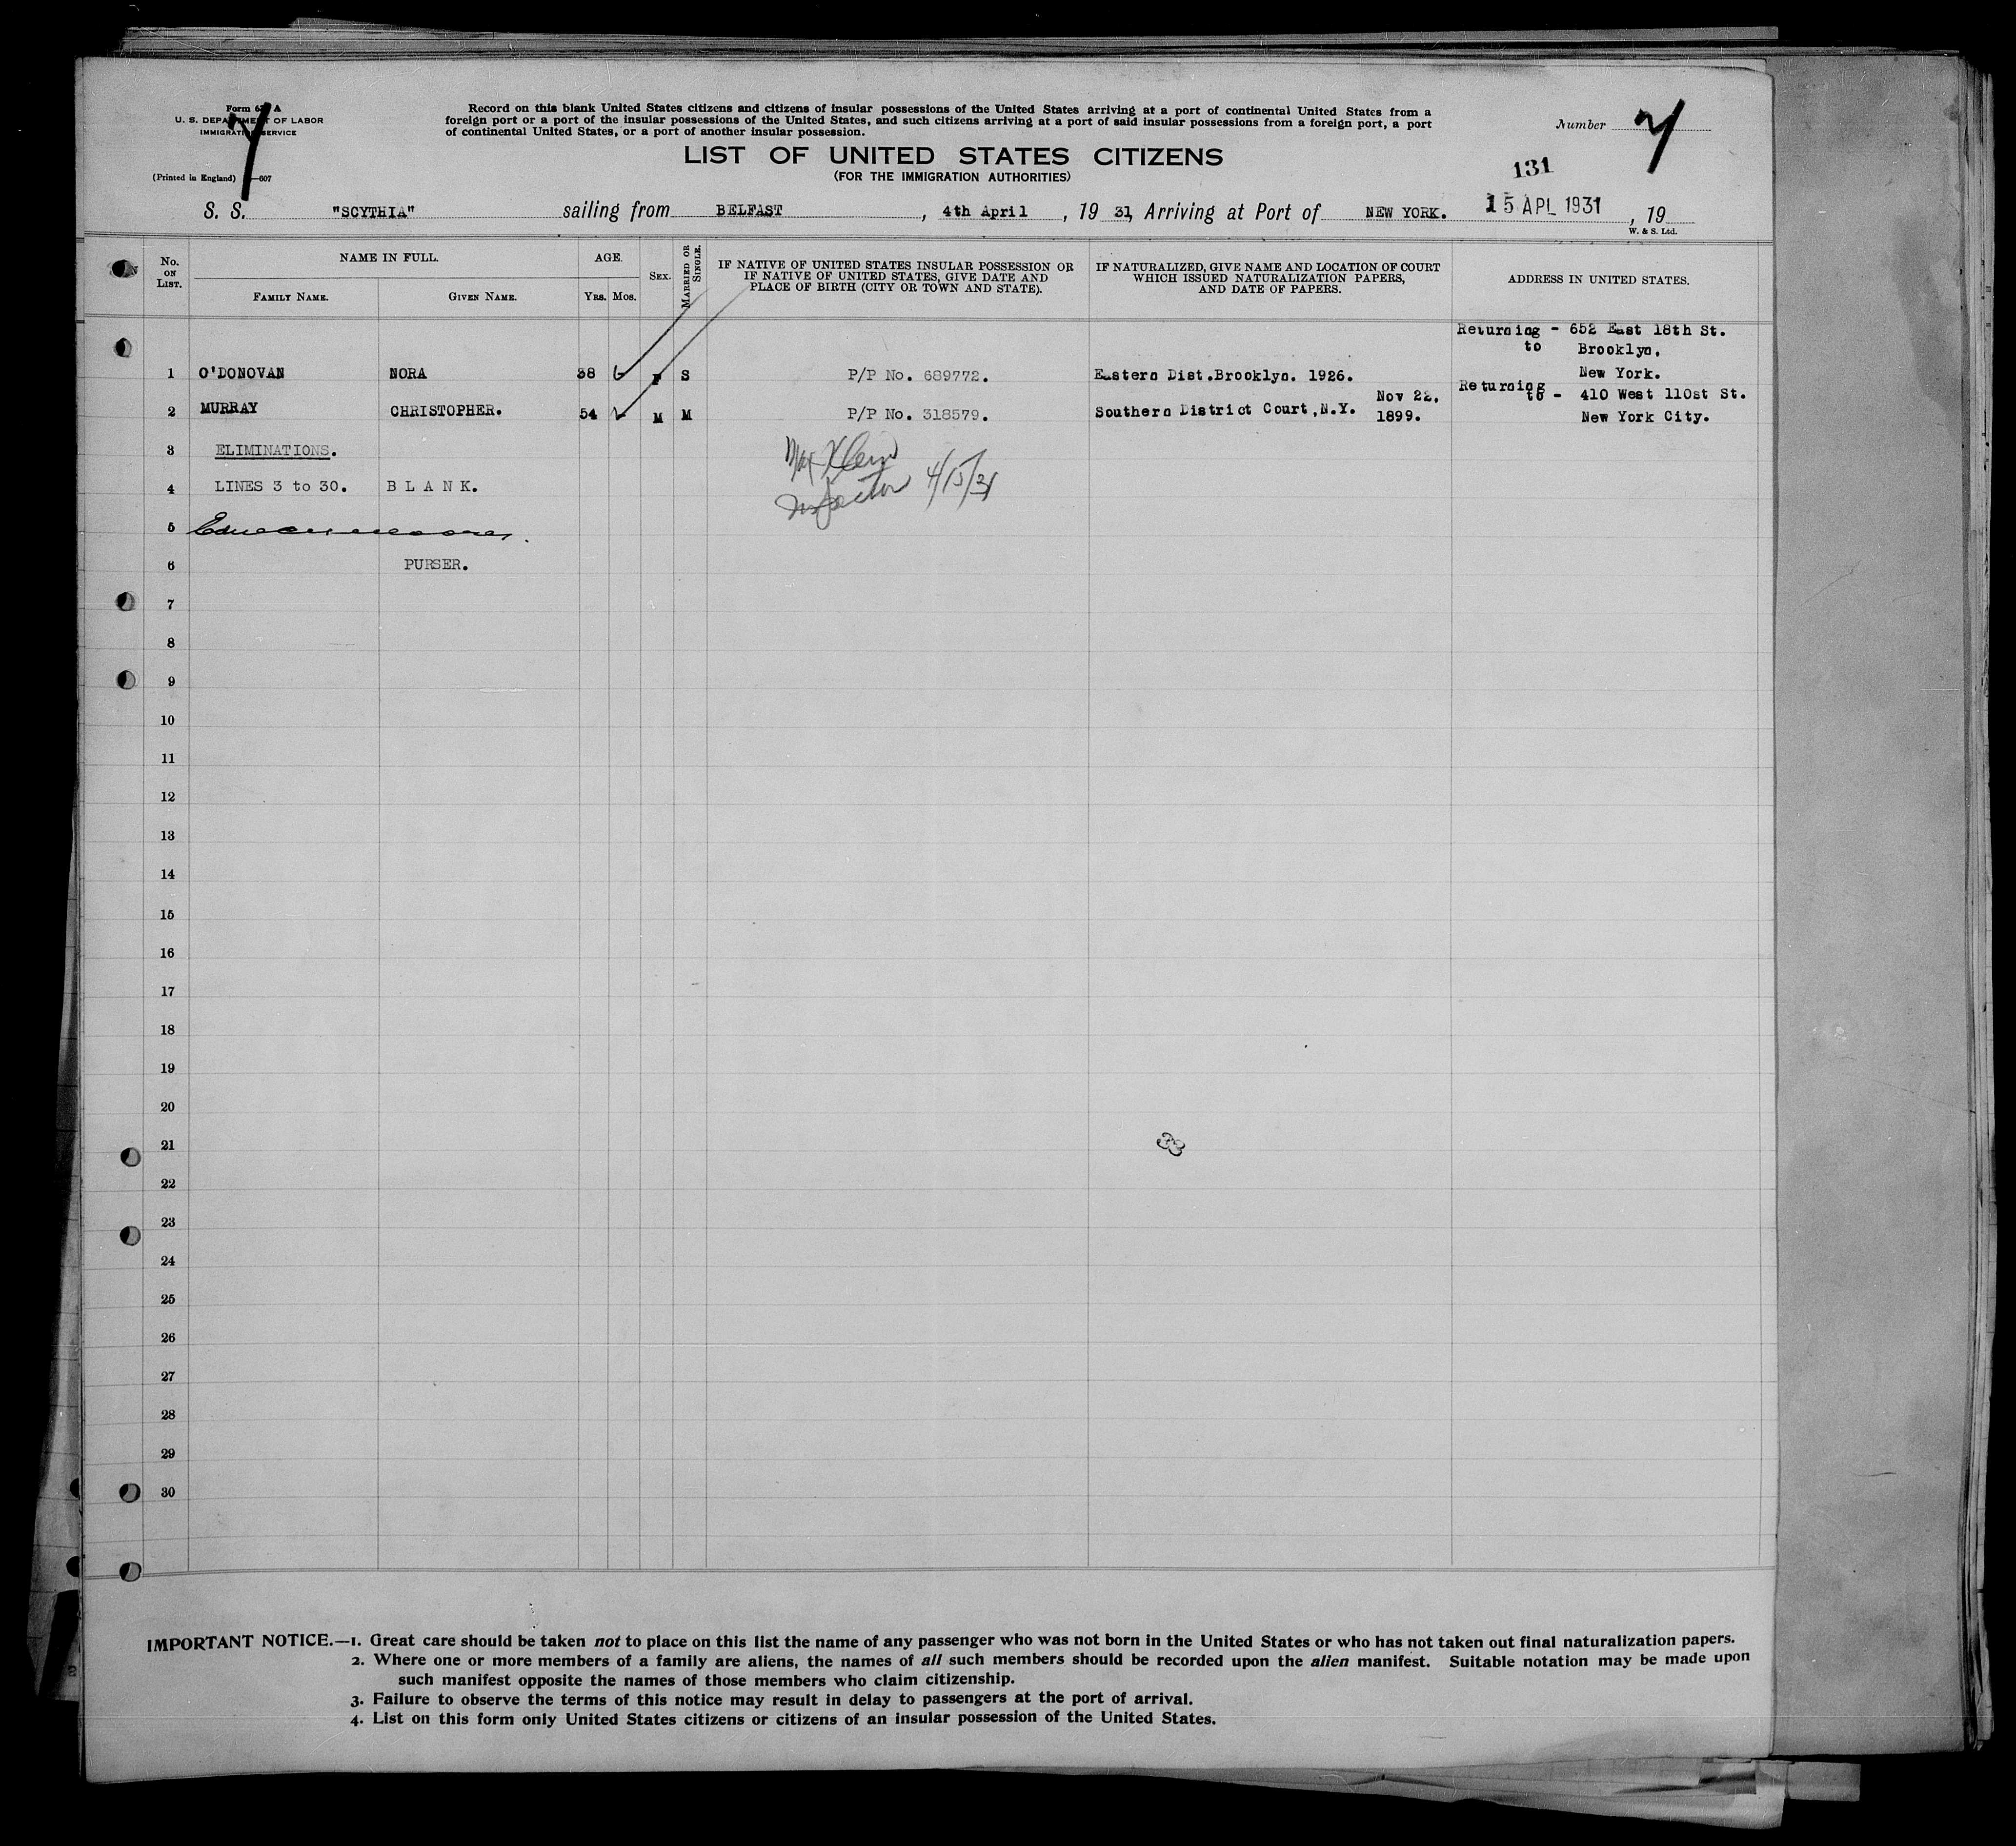 Form 630 A
U. S. DEPARTMENT OF LABOR
IMMIGRATION SERVICE
(Printed in England) —607
Record on this blank United States citizens and citizens of insular possessions of the United States arriving at a port of continental United States from a
foreign port or a port of the insular possessions of the United States, and such citizens arriving at a port of said insular possessions from a foreign port, a port
of continental United States, or a port of another insular possession.
LIST OF UNITED STATES CITIZENS
(FOR THE IMMIGRATION AUTHORITIES)
Number 7
131
S. S. "SCYTHIA" sailing from BELFAST, 4th April, 19 31, Arriving at Port of NEW YORK. 15 APL 1931, 19
W. & S. Ltd.
No. ON LIST.
NAME IN FULL.
FAMILY NAME. GIVEN NAME.
AGE.
YRS. MOS.
SEX.
MARRIED OR SINGLE.
IF NATIVE OF UNITED STATES INSULAR POSSESSION OR
IF NATIVE OF UNITED STATES, GIVE DATE AND
PLACE OF BIRTH (CITY OR TOWN AND STATE).
IF NATURALIZED, GIVE NAME AND LOCATION OF COURT
WHICH ISSUED NATURALIZATION PAPERS,
AND DATE OF PAPERS.
ADDRESS IN UNITED STATES.
Returning - 652 East 18th St.
to Brooklyn.
1 O'DONOVAN NORA 38 F S P/P No. 689772. Eastern Dist.Brooklyn. 1926. New York.
Nov 22. Returning to - 410 West 110st St.
2 MURRAY CHRISTOPHER. 54 M M P/P No. 318579. Southern District Court,N.Y. 1899. New York City.
3 ELIMINATIONS.
Max Klein
4 LINES 3 to 30. B L A N K.
Inspector 4/15/31
5
6 PURSER.
7
8
9
10
11
12
13
14
15
16
17
18
19
20
21
22
23
24
25
26
27
28
29
30
IMPORTANT NOTICE.—1. Great care should be taken not to place on this list the name of any passenger who was not born in the United States or who has not taken out final naturalization papers.
2. Where one or more members of a family are aliens, the names of all such members should be recorded upon the alien manifest. Suitable notation may be made upon
such manifest opposite the names of those members who claim citizenship.
3. Failure to observe the terms of this notice may result in delay to passengers at the port of arrival.
4. List on this form only United States citizens or citizens of an insular possession of the United States.